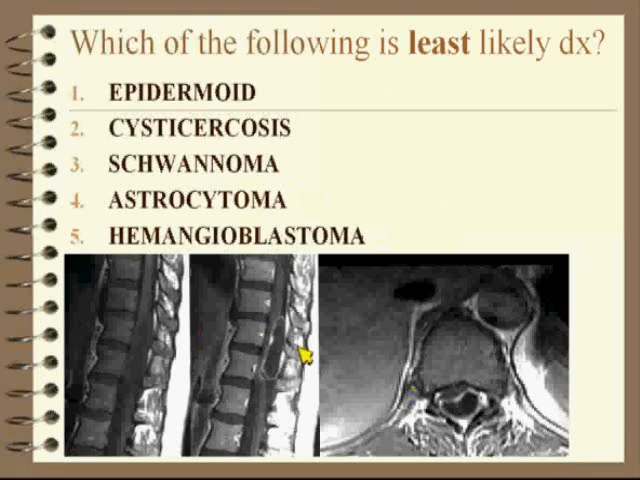 Which of the following is least likely dx?
1. EPIDERMOID
2. CYSTICERCOSIS
3. SCHWANNOMA
4. ASTROCYTOMA
5. HEMANGIOBLASTOMA